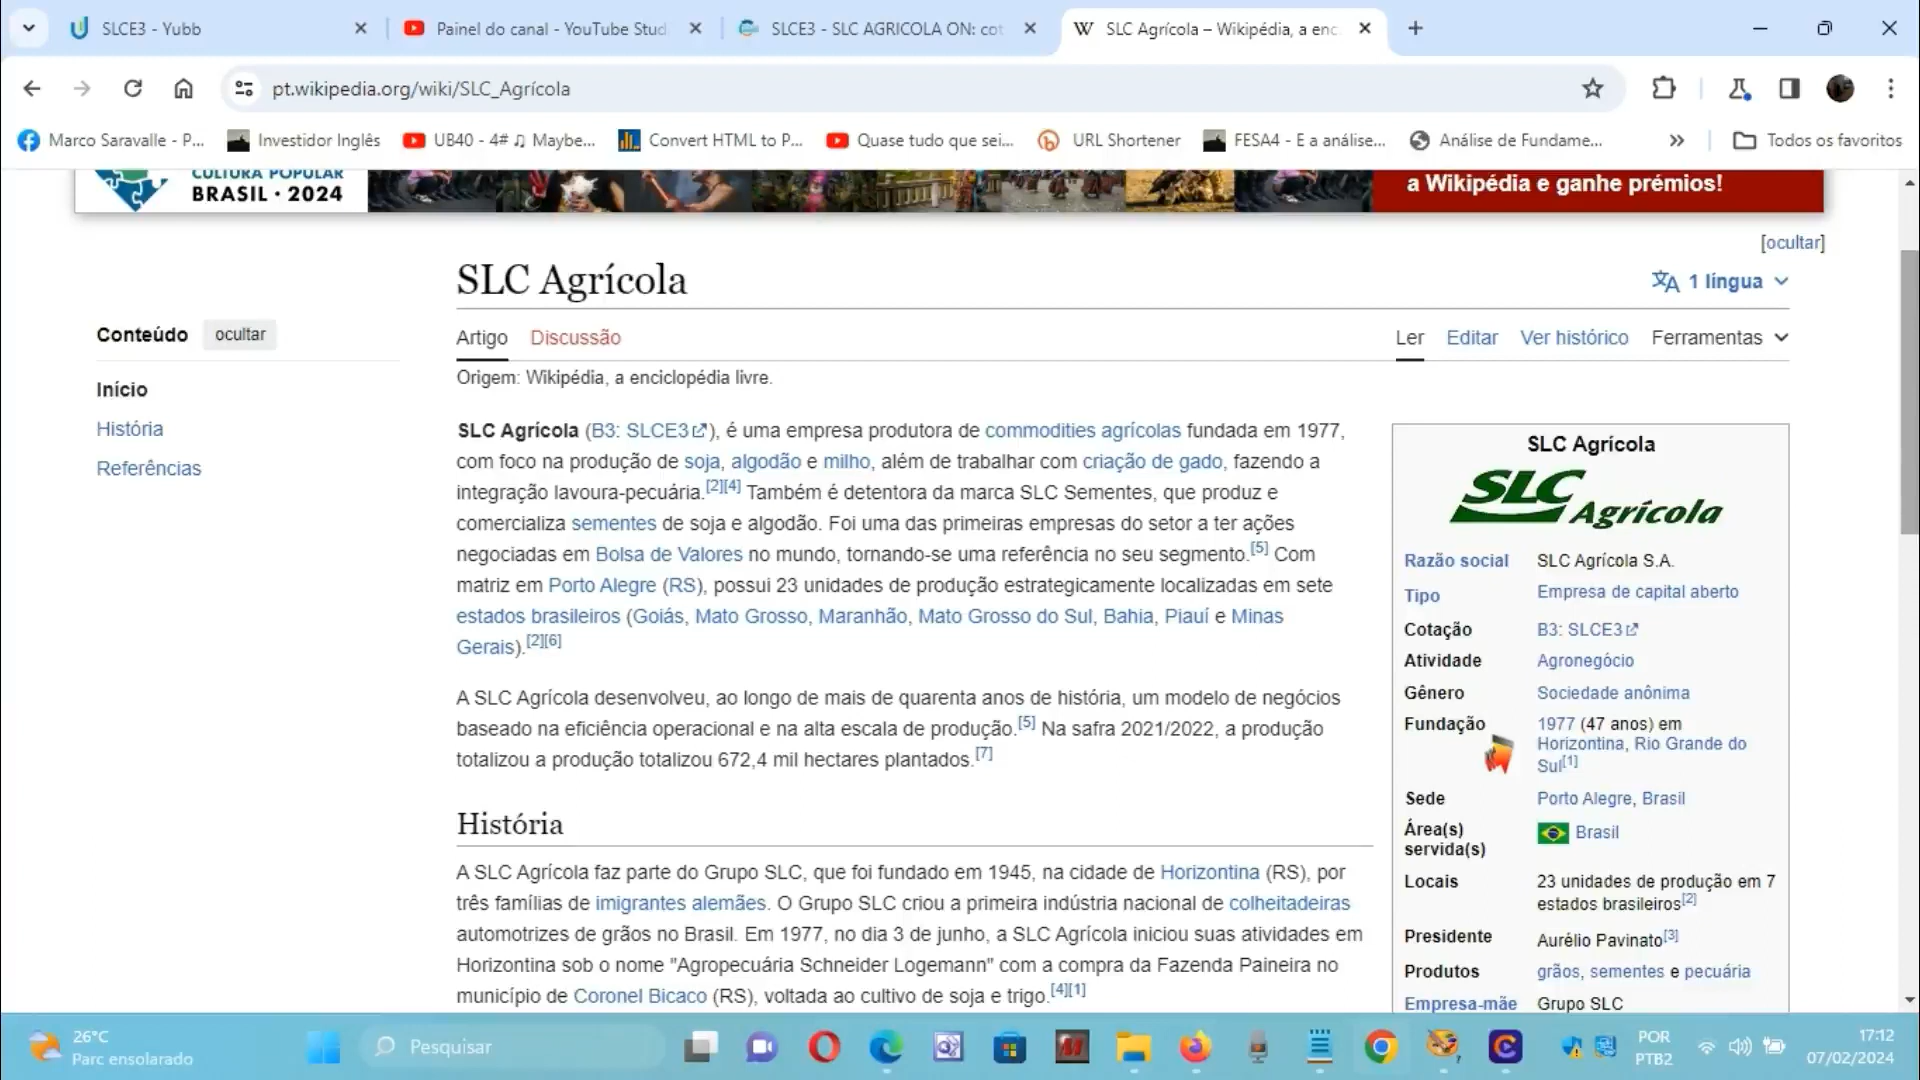 SLCE3 - Yubb
Painel do canal - YouTube Stud
SLCE3 - SLC AGRICOLA ON: cot
W SLC Agrícola – Wikipédia, a enc
pt.wikipedia.org/wiki/SLC_Agrícola
Marco Saravalle - P...
Investidor Inglês
UB40 - 4# ♫ Maybe...
Convert HTML to P...
Quase tudo que sei...
URL Shortener
FESA4 - E a análise...
Análise de Fundame...
Todos os favoritos
CULTURA POPULAR
BRASIL • 2024
a Wikipédia e ganhe prémios!
[ocultar]
SLC Agrícola
1 língua
Conteúdo ocultar
Início
História
Referências
Artigo Discussão
Ler Editar Ver histórico Ferramentas
Origem: Wikipédia, a enciclopédia livre.
SLC Agrícola (B3: SLCE3), é uma empresa produtora de commodities agrícolas fundada em 1977,
com foco na produção de soja, algodão e milho, além de trabalhar com criação de gado, fazendo a
integração lavoura-pecuária.[2][4] Também é detentora da marca SLC Sementes, que produz e
comercializa sementes de soja e algodão. Foi uma das primeiras empresas do setor a ter ações
negociadas em Bolsa de Valores no mundo, tornando-se uma referência no seu segmento.[5] Com
matriz em Porto Alegre (RS), possui 23 unidades de produção estrategicamente localizadas em sete
estados brasileiros (Goiás, Mato Grosso, Maranhão, Mato Grosso do Sul, Bahia, Piauí e Minas
Gerais).[2][6]
A SLC Agrícola desenvolveu, ao longo de mais de quarenta anos de história, um modelo de negócios
baseado na eficiência operacional e na alta escala de produção.[5] Na safra 2021/2022, a produção
totalizou a produção totalizou 672,4 mil hectares plantados.[7]
História
A SLC Agrícola faz parte do Grupo SLC, que foi fundado em 1945, na cidade de Horizontina (RS), por
três famílias de imigrantes alemães. O Grupo SLC criou a primeira indústria nacional de colheitadeiras
automotrizes de grãos no Brasil. Em 1977, no dia 3 de junho, a SLC Agrícola iniciou suas atividades em
Horizontina sob o nome "Agropecuária Schneider Logemann" com a compra da Fazenda Paineira no
município de Coronel Bicaco (RS), voltada ao cultivo de soja e trigo.[4][1]
SLC Agrícola
SLC Agrícola
Razão social SLC Agrícola S.A.
Tipo Empresa de capital aberto
Cotação B3: SLCE3
Atividade Agronegócio
Gênero Sociedade anônima
Fundação 1977 (47 anos) em
Horizontina, Rio Grande do
Sul[1]
Sede Porto Alegre, Brasil
Área(s)
servida(s) Brasil
Locais 23 unidades de produção em 7
estados brasileiros[2]
Presidente Aurélio Pavinato[3]
Produtos grãos, sementes e pecuária
Empresa-mãe Grupo SLC
26°C
Parc ensolarado
Pesquisar
POR
PTB2
17:12
07/02/2024